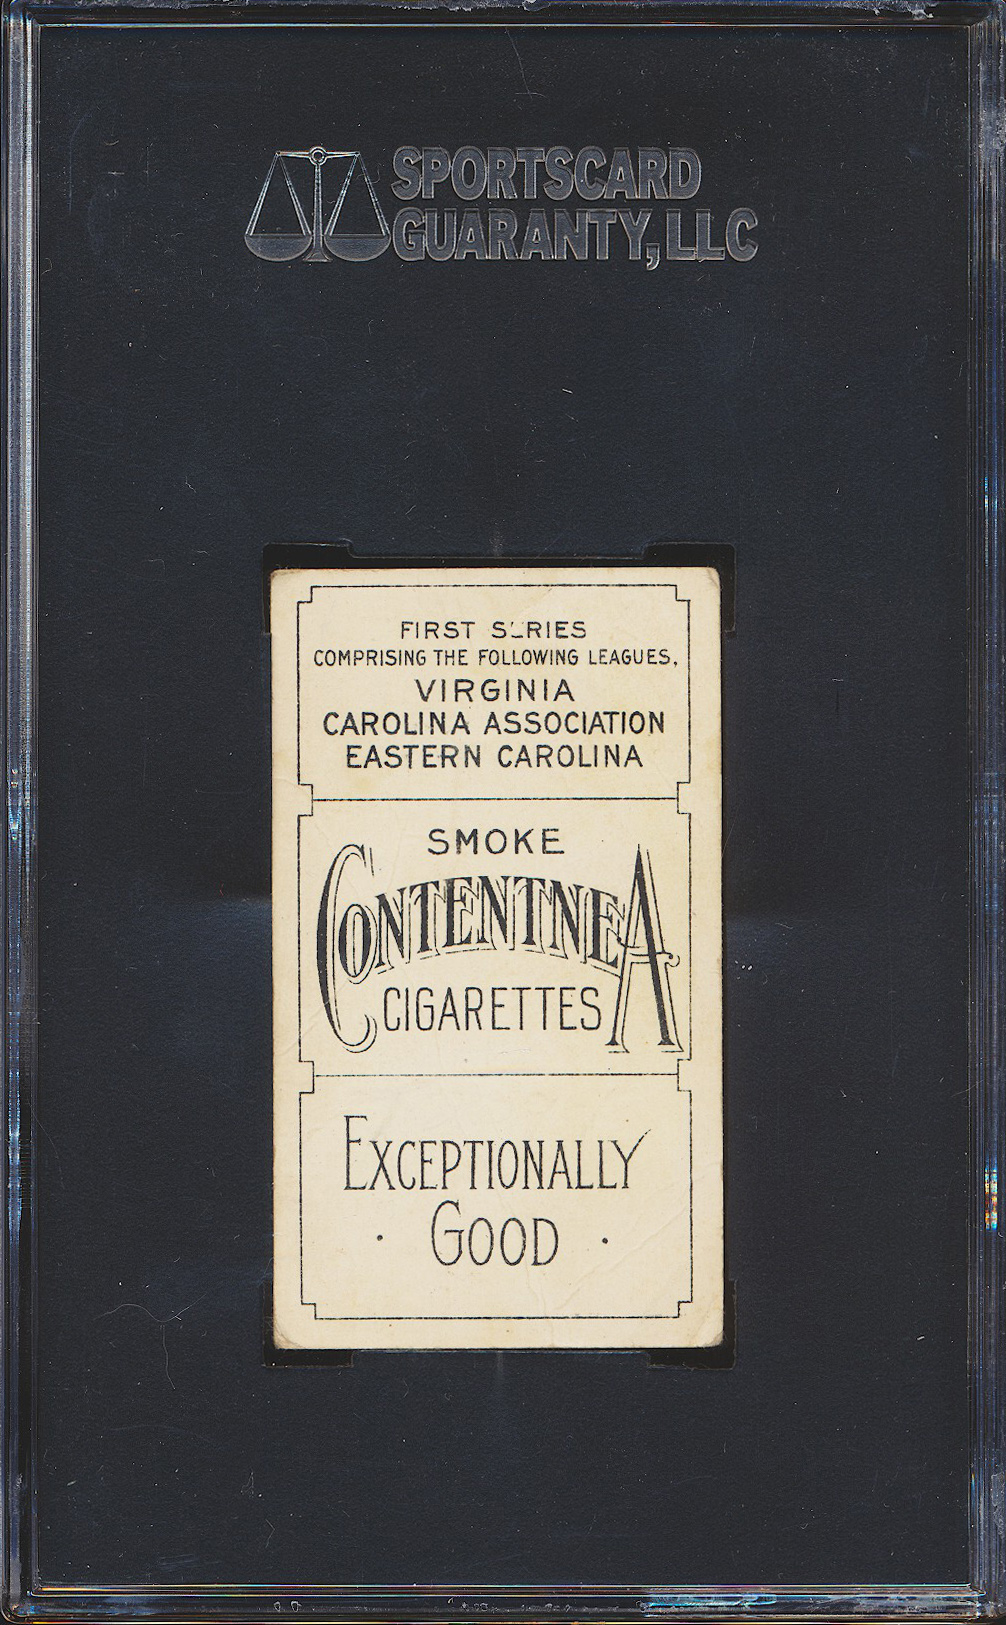 SPORTSCARD
GUARANTY, LLC
FIRST SERIES
COMPRISING THE FOLLOWING LEAGUES,
VIRGINIA
CAROLINA ASSOCIATION
EASTERN CAROLINA
SMOKE
CONTENTNEA
CIGARETTES
EXCEPTIONALLY
· GOOD ·